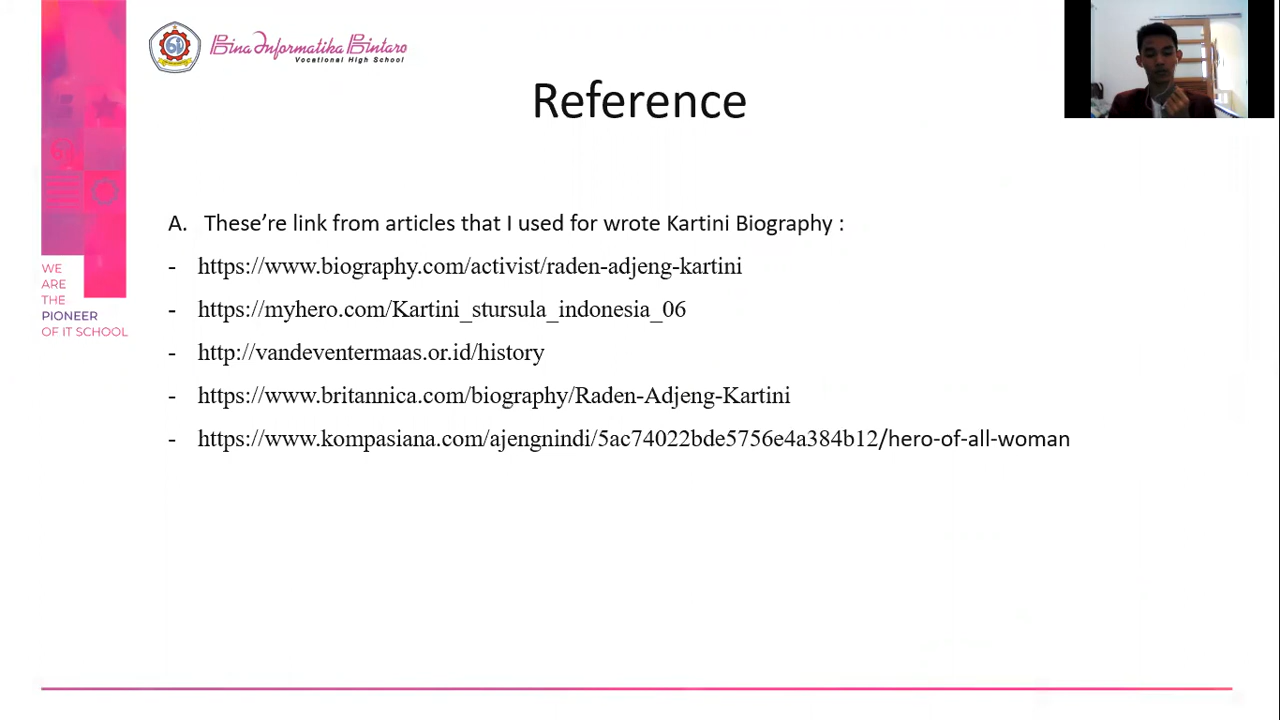 Bina Informatika Bintaro
Vocational High School
Reference
A. These’re link from articles that I used for wrote Kartini Biography :
- https://www.biography.com/activist/raden-adjeng-kartini
- https://myhero.com/Kartini_stursula_indonesia_06
- http://vandeventermaas.or.id/history
- https://www.britannica.com/biography/Raden-Adjeng-Kartini
- https://www.kompasiana.com/ajengnindi/5ac74022bde5756e4a384b12/hero-of-all-woman
WE
ARE
THE
PIONEER
OF IT SCHOOL